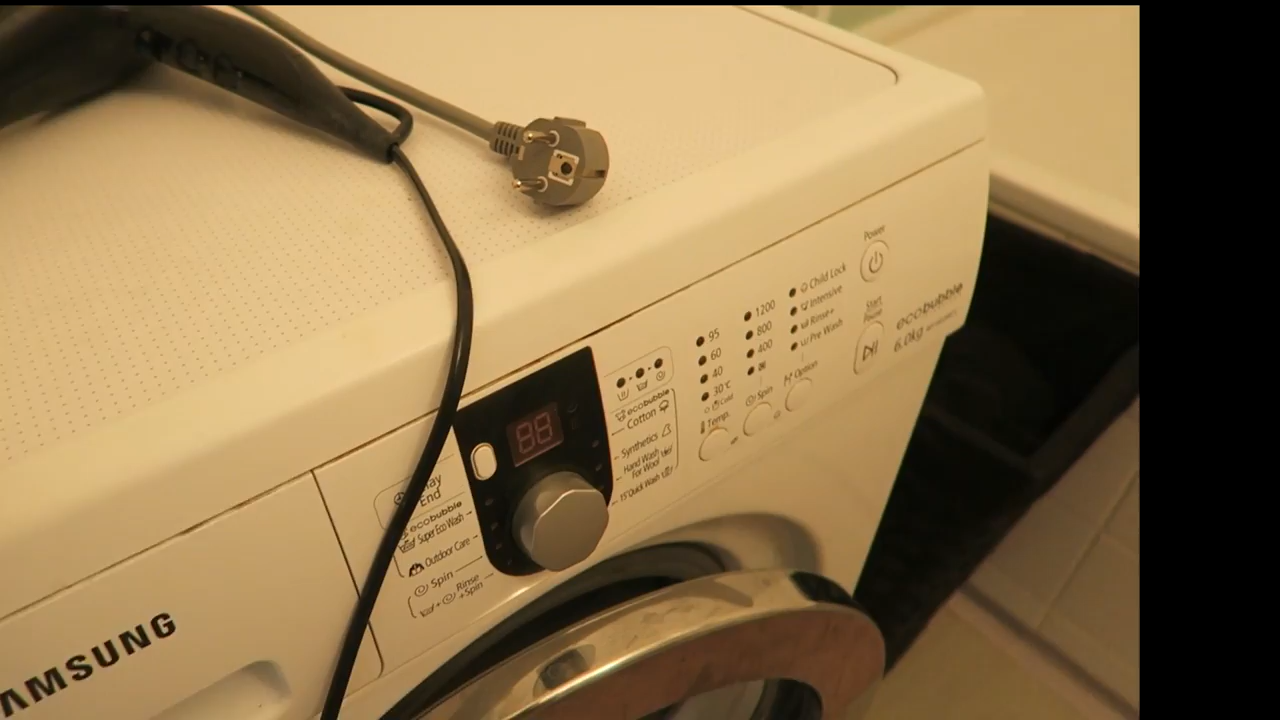 Power
Child Lock
Intensive
Rinse+
Pre Wash
Start
Pause
ecobubble
6.0kg
1200
800
400
95
60
40
30℃
Cold
Option
Spin
Temp.
88
ecobubble
Cotton
Synthetics
Hand Wash
For Wool
15'Quick Wash
lay
End
ecobubble
Super Eco Wash
Outdoor Care
Spin
Rinse
+Spin
AMSUNG